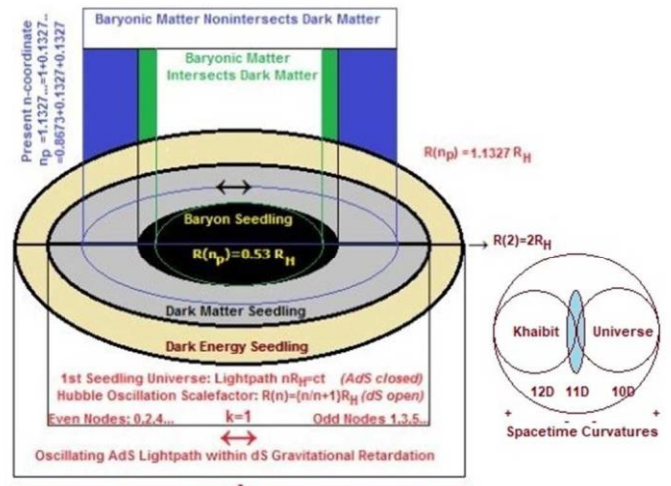 Baryonic Matter Nonintersects Dark Matter
Baryonic Matter
Intersects Dark Matter
Present n-coordinate
np =1.1327...=1+0.1327..
=0.8673+0.1327+0.1327
R(np) =1.1327 RH
Baryon Seedling
R(np)=0.53 RH
R(2)=2RH
Dark Matter Seedling
Dark Energy Seedling
Khaibit
Universe
12D 11D 10D
+ - - +
Spacetime Curvatures
1st Seedling Universe: Lightpath nRH=ct (AdS closed)
Hubble Oscillation Scalefactor: R(n)={n/n+1}RH (dS open)
Even Nodes: 0,2,4... k=1 Odd Nodes 1,3,5...
Oscillating AdS Lightpath within dS Gravitational Retardation